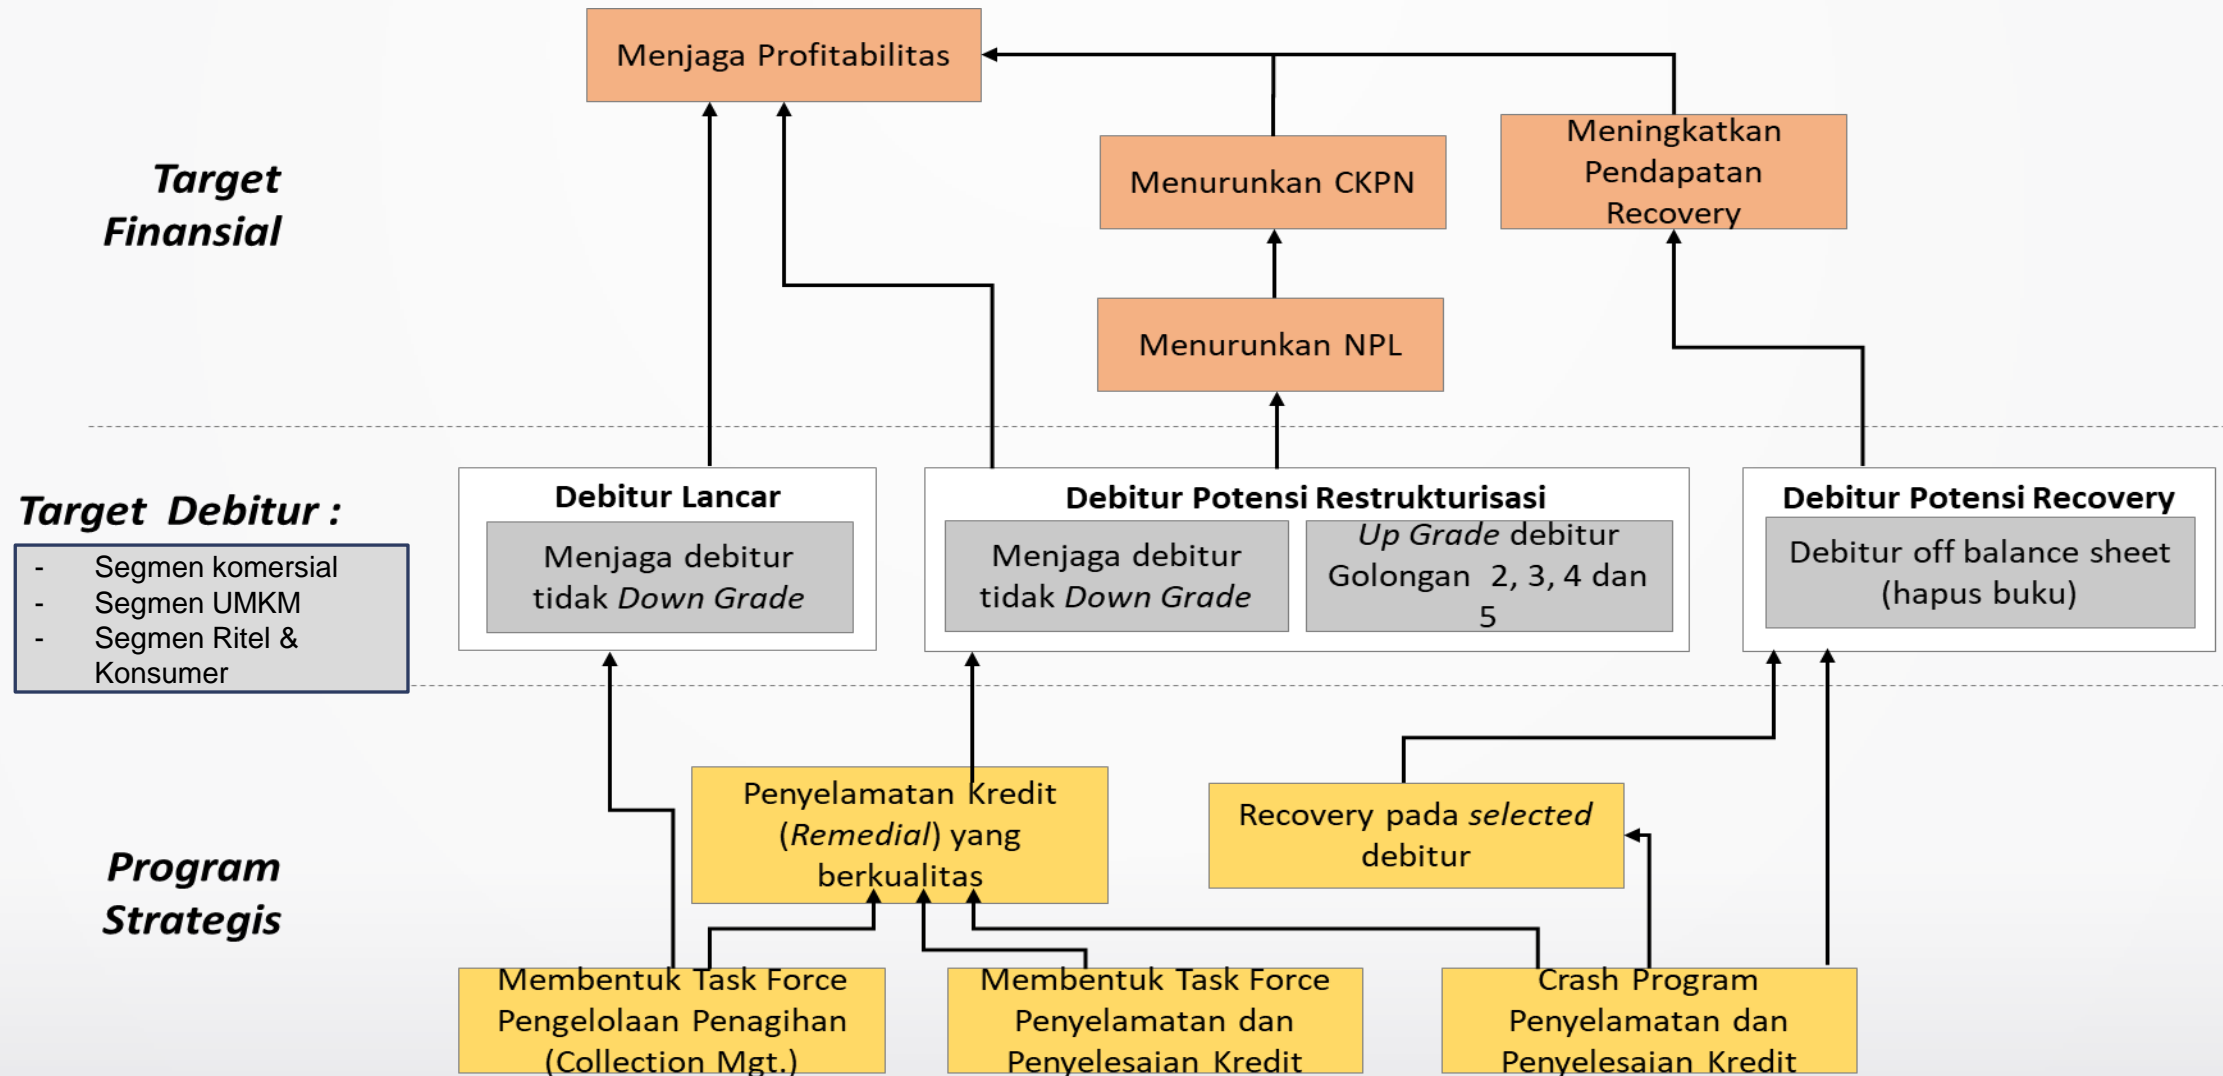 Menjaga Profitabilitas
Meningkatkan
Pendapatan
Recovery
Menurunkan CKPN
Target
Finansial
Menurunkan NPL
Target Debitur :
- Segmen komersial
- Segmen UMKM
- Segmen Ritel &
Konsumer
Debitur Lancar
Menjaga debitur
tidak Down Grade
Debitur Potensi Restrukturisasi
Menjaga debitur
tidak Down Grade
Up Grade debitur
Golongan 2, 3, 4 dan
5
Debitur Potensi Recovery
Debitur off balance sheet
(hapus buku)
Program
Strategis
Penyelamatan Kredit
(Remedial) yang
berkualitas
Recovery pada selected
debitur
Membentuk Task Force
Pengelolaan Penagihan
(Collection Mgt.)
Membentuk Task Force
Penyelamatan dan
Penyelesaian Kredit
Crash Program
Penyelamatan dan
Penyelesaian Kredit